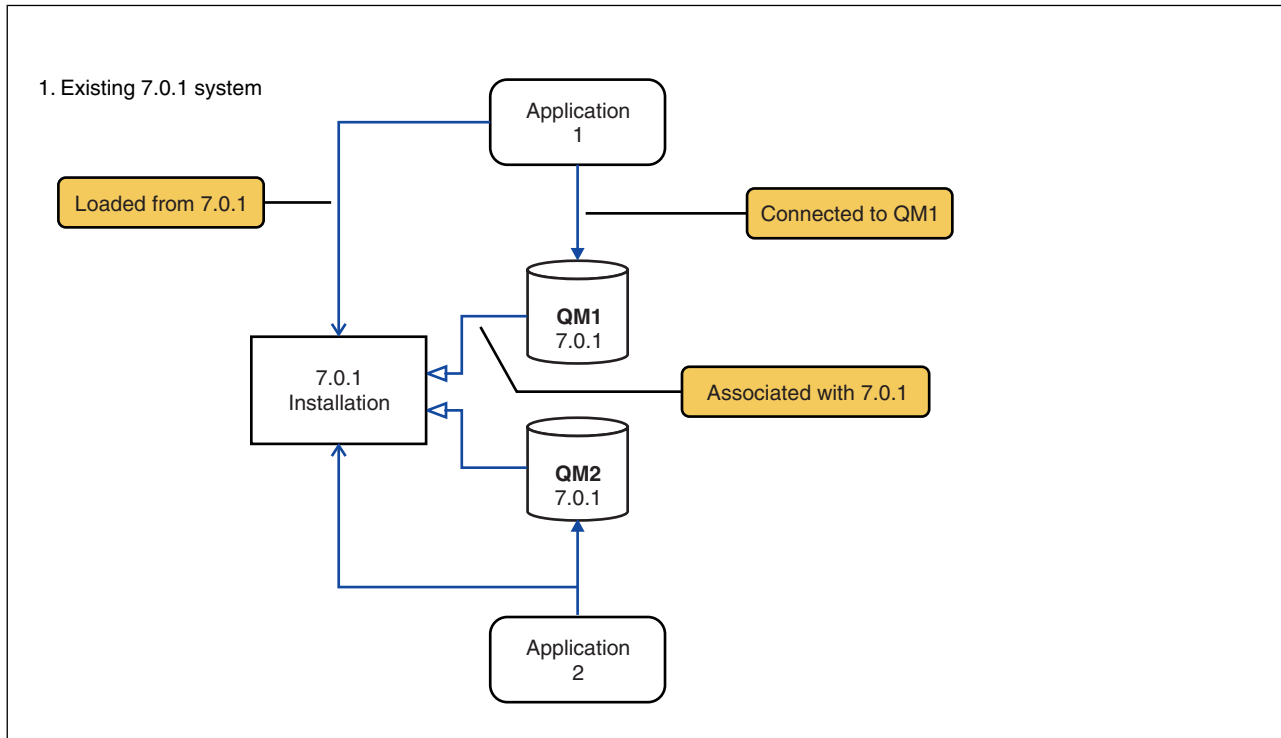 1. Existing 7.0.1 system
Application
1
Loaded from 7.0.1
Connected to QM1
QM1
7.0.1
7.0.1
Installation
Associated with 7.0.1
QM2
7.0.1
Application
2